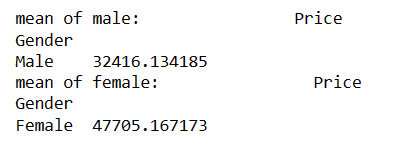 mean of male:                Price
Gender
Male    32416.134185
mean of female:                Price
Gender
Female  47705.167173